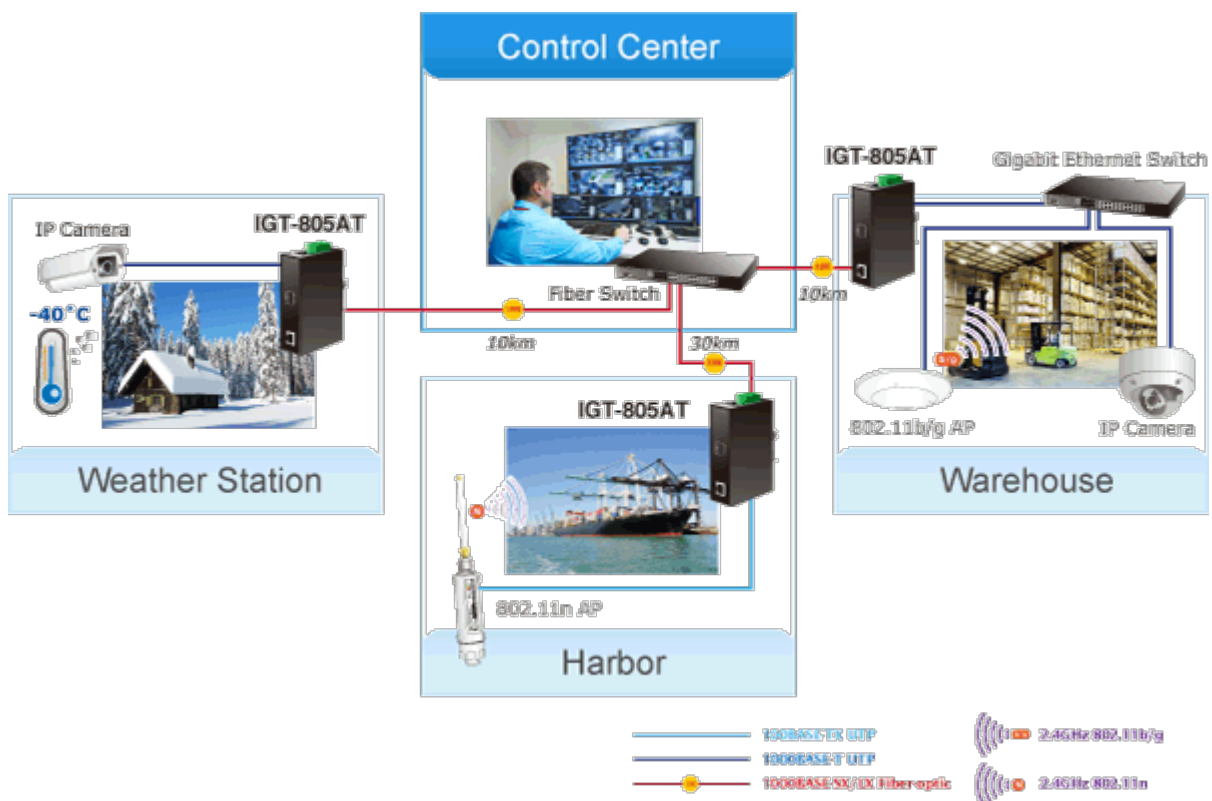 Control Center
IGT-805AT
Gigabit Ethernet Switch
IP Camera
IGT-805AT
-40°C
Fiber Switch
10km
10km
30km
IGT-805AT
802.11b/g AP
IP Camera
Weather Station
Warehouse
802.11n AP
Harbor
100BASE-TX UTP
2.4GHz 802.11b/g
1000BASE-T UTP
1000BASE-SX/LX Fiber-optic
2.4GHz 802.11n